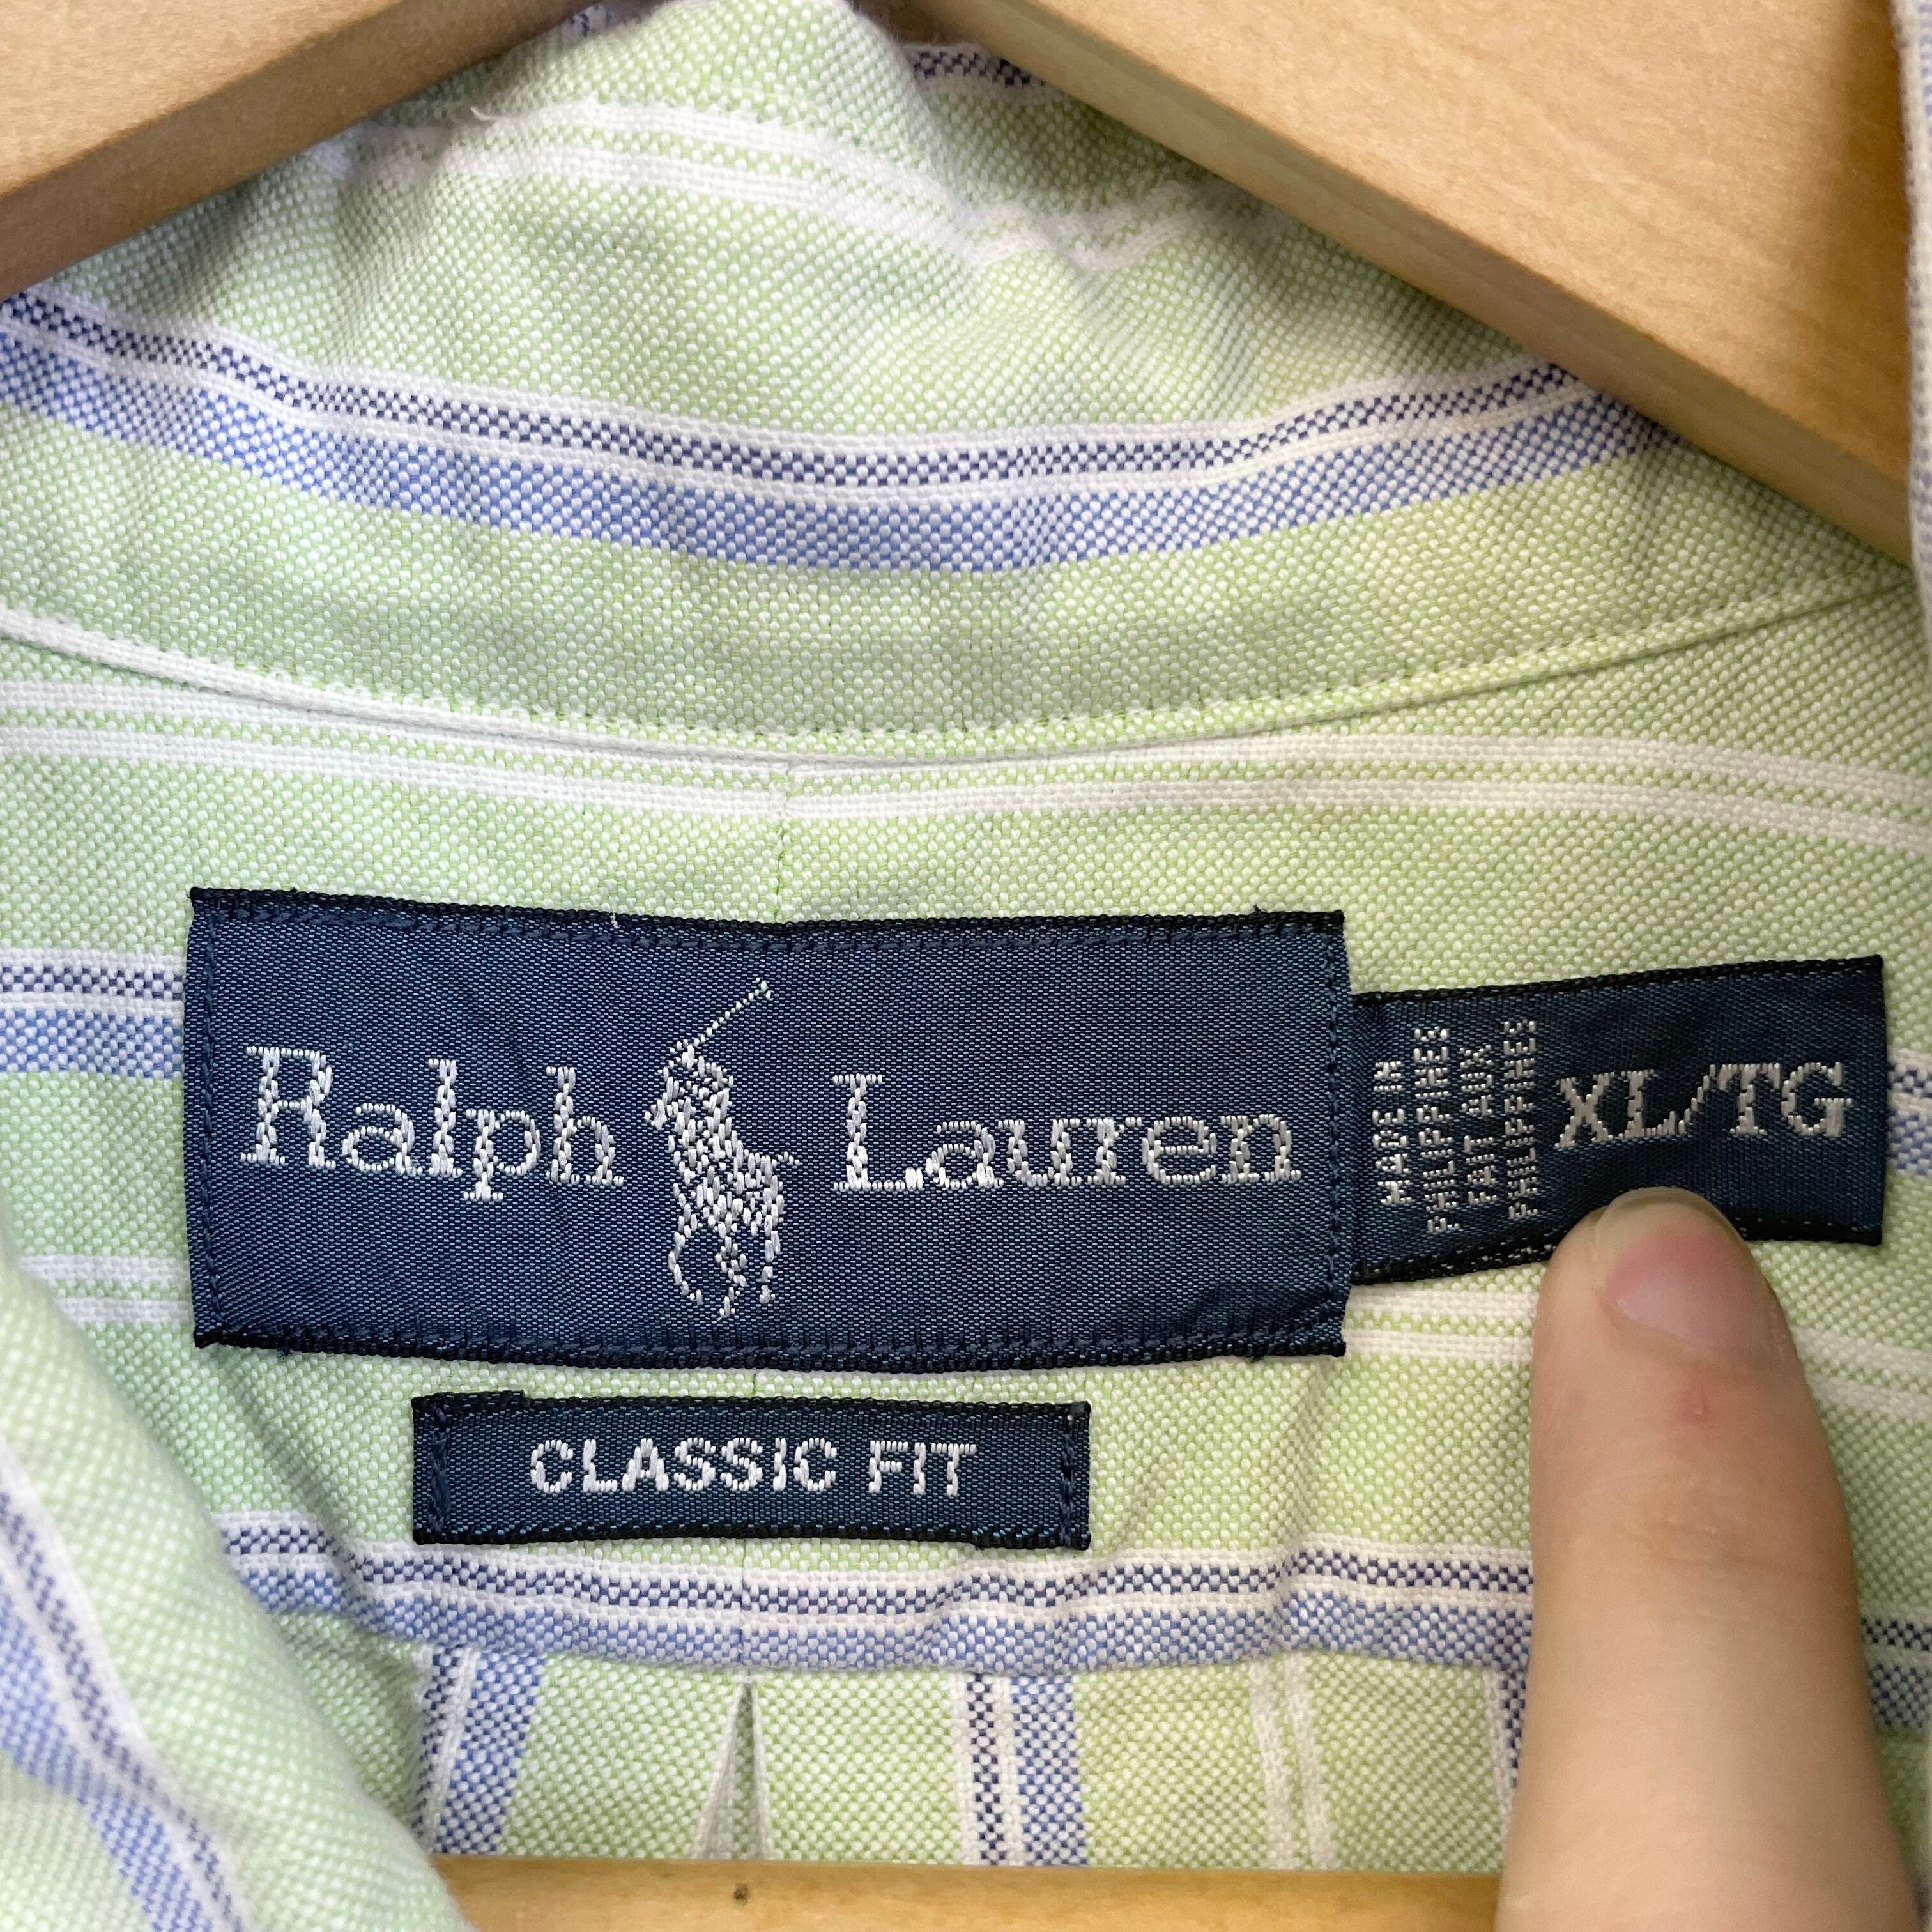 Ralph Lauren
MADE IN
PHILIPPINES
FAIT AUX
PHILIPPINES
XL/TG
CLASSIC FIT